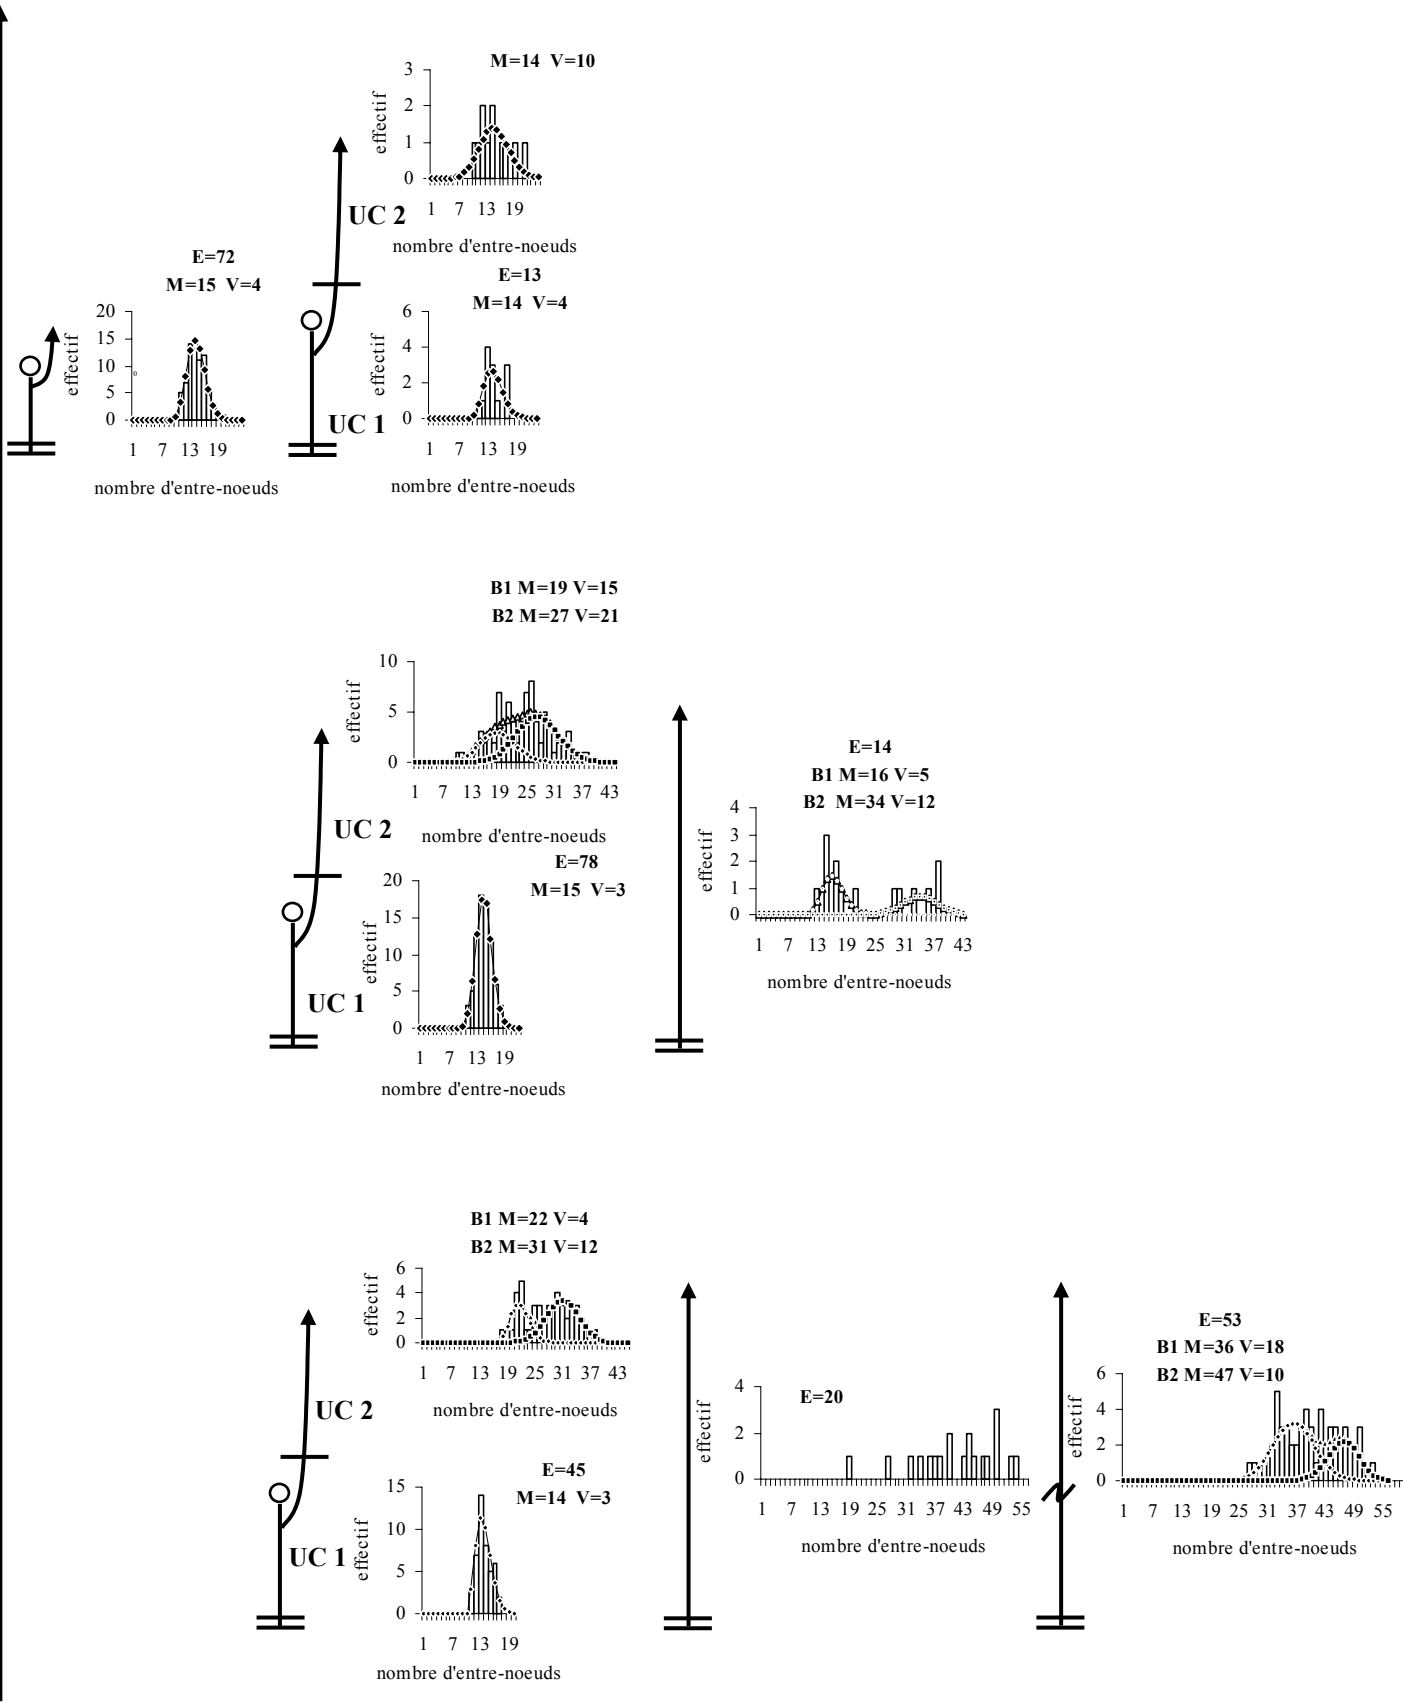 M=14 V=10
effectif
3
2
1
0
1 7 13 19
nombre d'entre-noeuds
UC 2
E=72
M=15 V=4
effectif
20
15
10
5
0
1 7 13 19
nombre d'entre-noeuds
E=13
M=14 V=4
effectif
6
4
2
0
1 7 13 19
nombre d'entre-noeuds
UC 1
B1 M=19 V=15
B2 M=27 V=21
effectif
10
5
0
1 7 13 19 25 31 37 43
nombre d'entre-noeuds
UC 2
E=78
M=15 V=3
effectif
20
15
10
5
0
1 7 13 19
nombre d'entre-noeuds
UC 1
E=14
B1 M=16 V=5
B2 M=34 V=12
effectif
4
3
2
1
0
1 7 13 19 25 31 37 43
nombre d'entre-noeuds
B1 M=22 V=4
B2 M=31 V=12
effectif
6
4
2
0
1 7 13 19 25 31 37 43
nombre d'entre-noeuds
UC 2
E=45
M=14 V=3
effectif
15
10
5
0
1 7 13 19
nombre d'entre-noeuds
UC 1
E=20
effectif
4
2
0
1 7 13 19 25 31 37 43 49 55
nombre d'entre-noeuds
E=53
B1 M=36 V=18
B2 M=47 V=10
effectif
6
4
2
0
1 7 13 19 25 31 37 43 49 55
nombre d'entre-noeuds